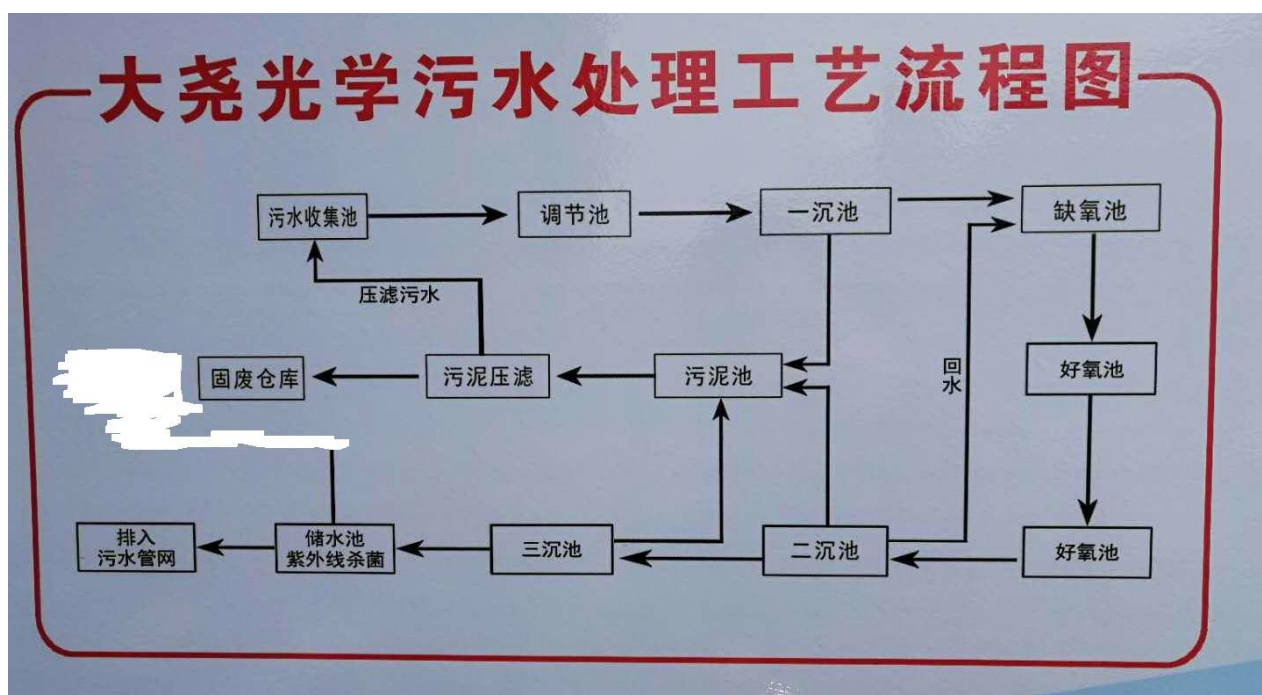 大尧光学污水处理工艺流程图
污水收集池
调节池
一沉池
缺氧池
压滤污水
固废仓库
污泥压滤
污泥池
回水
好氧池
排入
污水管网
储水池
紫外线杀菌
三沉池
二沉池
好氧池